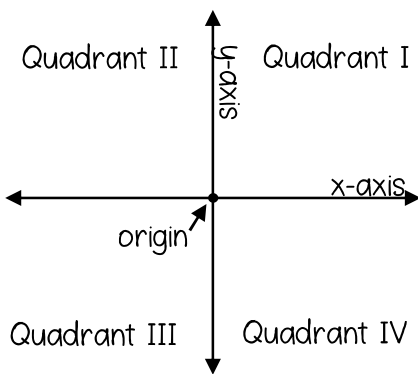 Quadrant II
Quadrant I
y-axis
x-axis
origin
Quadrant III
Quadrant IV